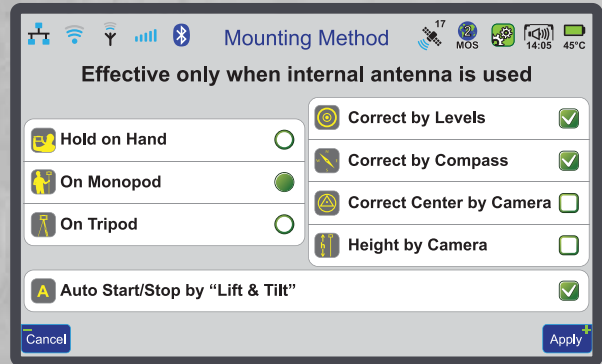 Mounting Method
17
2
MOS
14:05
45°C
Effective only when internal antenna is used
Hold on Hand
On Monopod
On Tripod
Correct by Levels
Correct by Compass
Correct Center by Camera
Height by Camera
A Auto Start/Stop by “Lift & Tilt”
− Cancel
Apply +